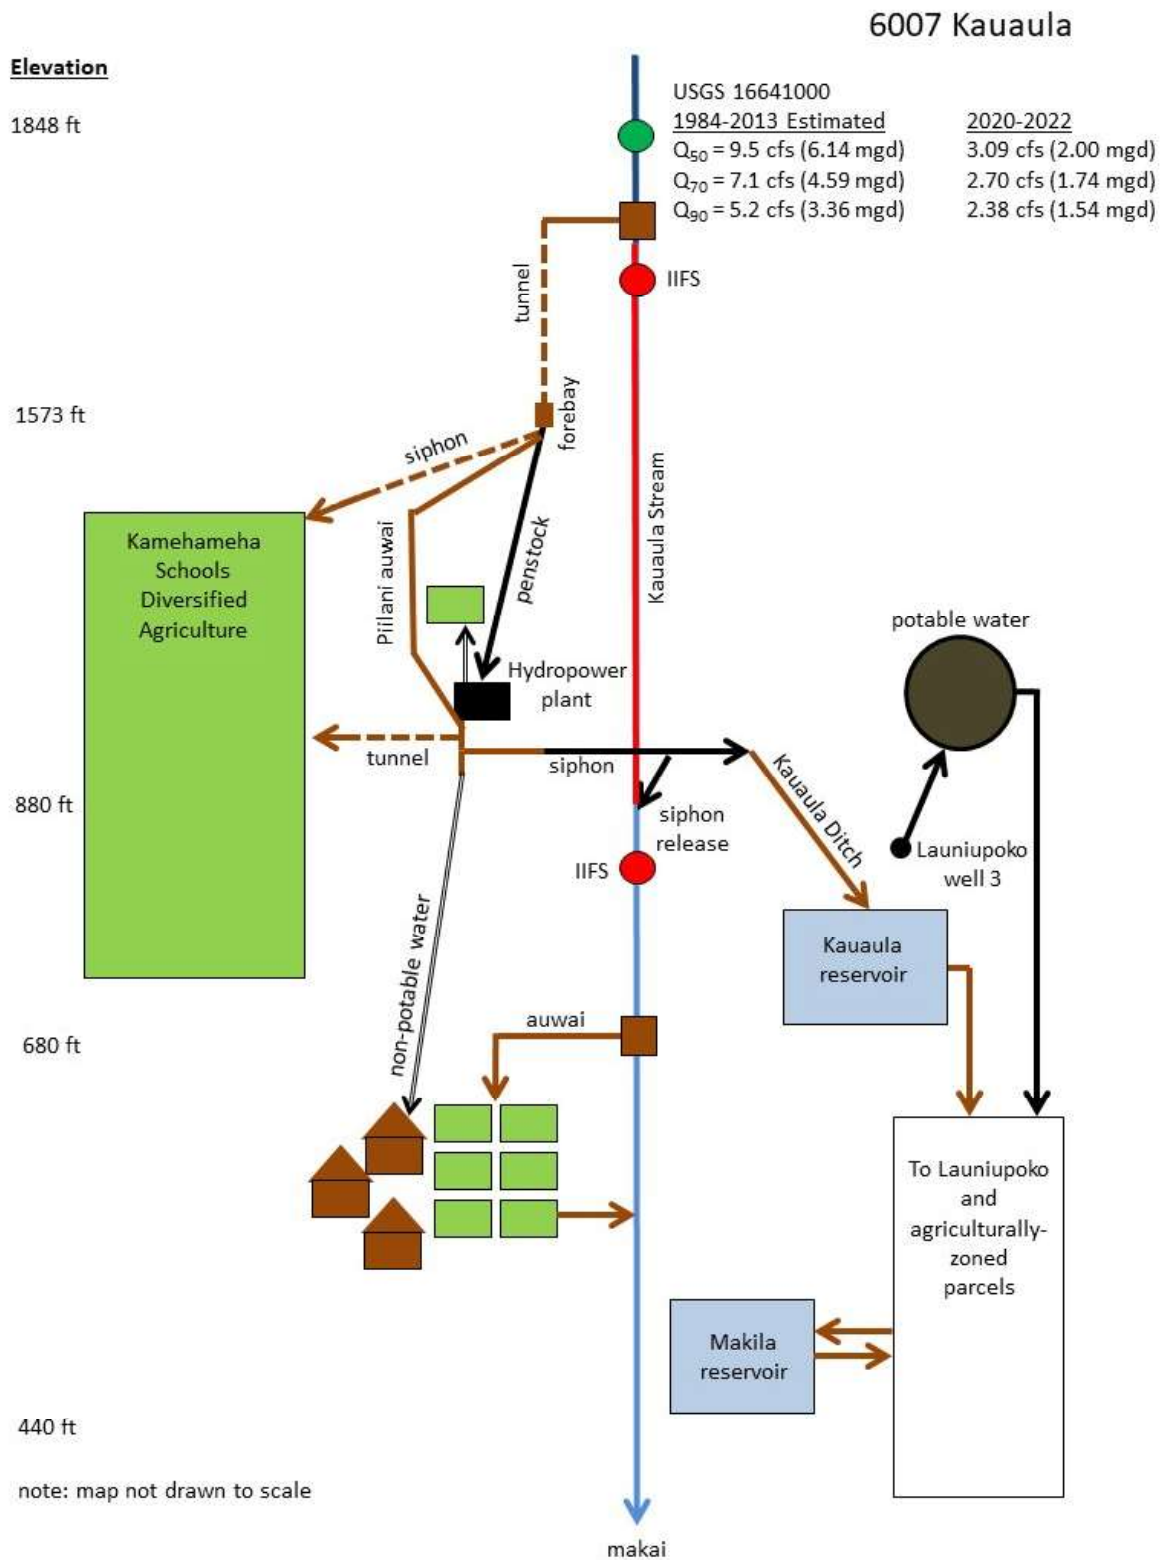 6007 Kauaula
Elevation
1848 ft
USGS 16641000
1984-2013 Estimated 2020-2022
Q50 = 9.5 cfs (6.14 mgd) 3.09 cfs (2.00 mgd)
Q70 = 7.1 cfs (4.59 mgd) 2.70 cfs (1.74 mgd)
Q90 = 5.2 cfs (3.36 mgd) 2.38 cfs (1.54 mgd)
IIFS
tunnel
1573 ft
forebay
siphon
Kauaula Stream
penstock
Piilani auwai
Kamehameha
Schools
Diversified
Agriculture
potable water
Hydropower
plant
tunnel
siphon
Kauaula Ditch
880 ft
siphon
release
Launiupoko
well 3
IIFS
non-potable water
Kauaula
reservoir
680 ft
auwai
To Launiupoko
and
agriculturally-
zoned
parcels
Makila
reservoir
440 ft
note: map not drawn to scale
makai